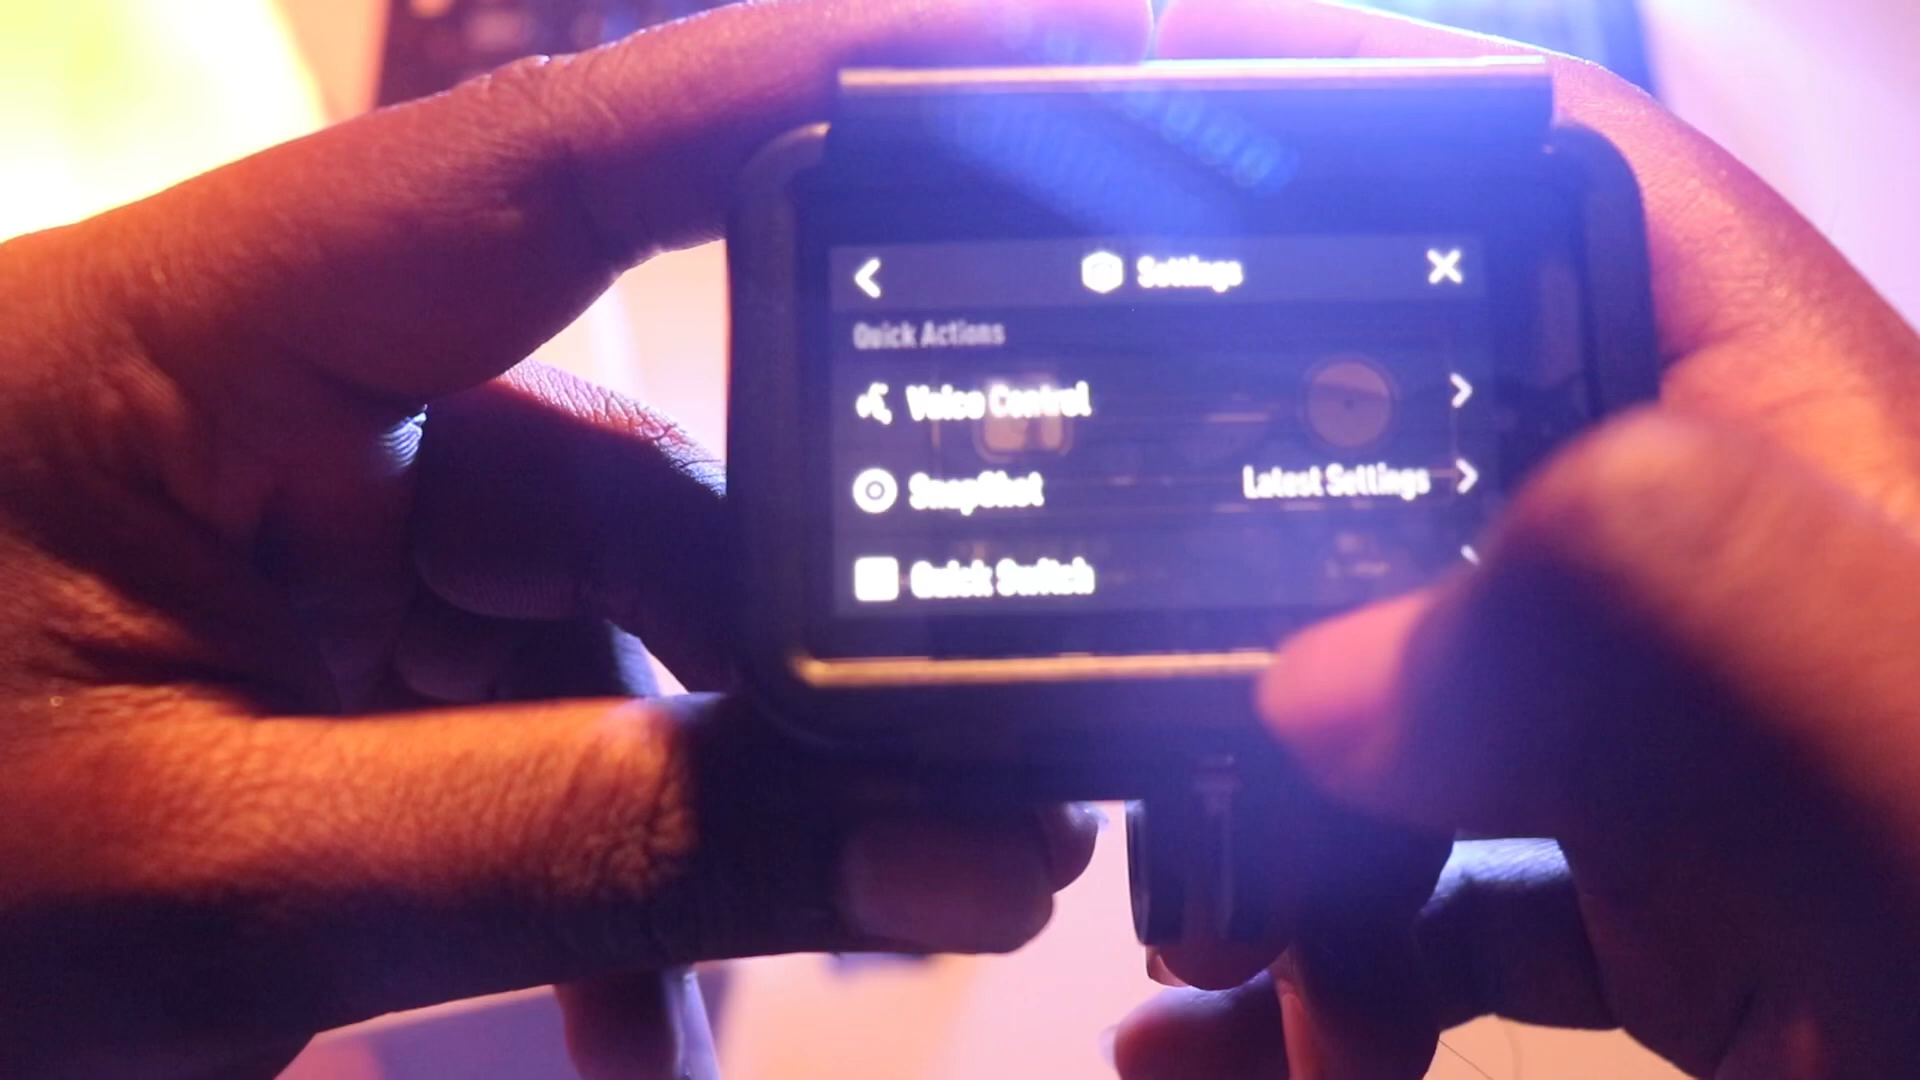 Settings
Quick Actions
Voice Control
SnapShot Latest Settings
Quick Switch